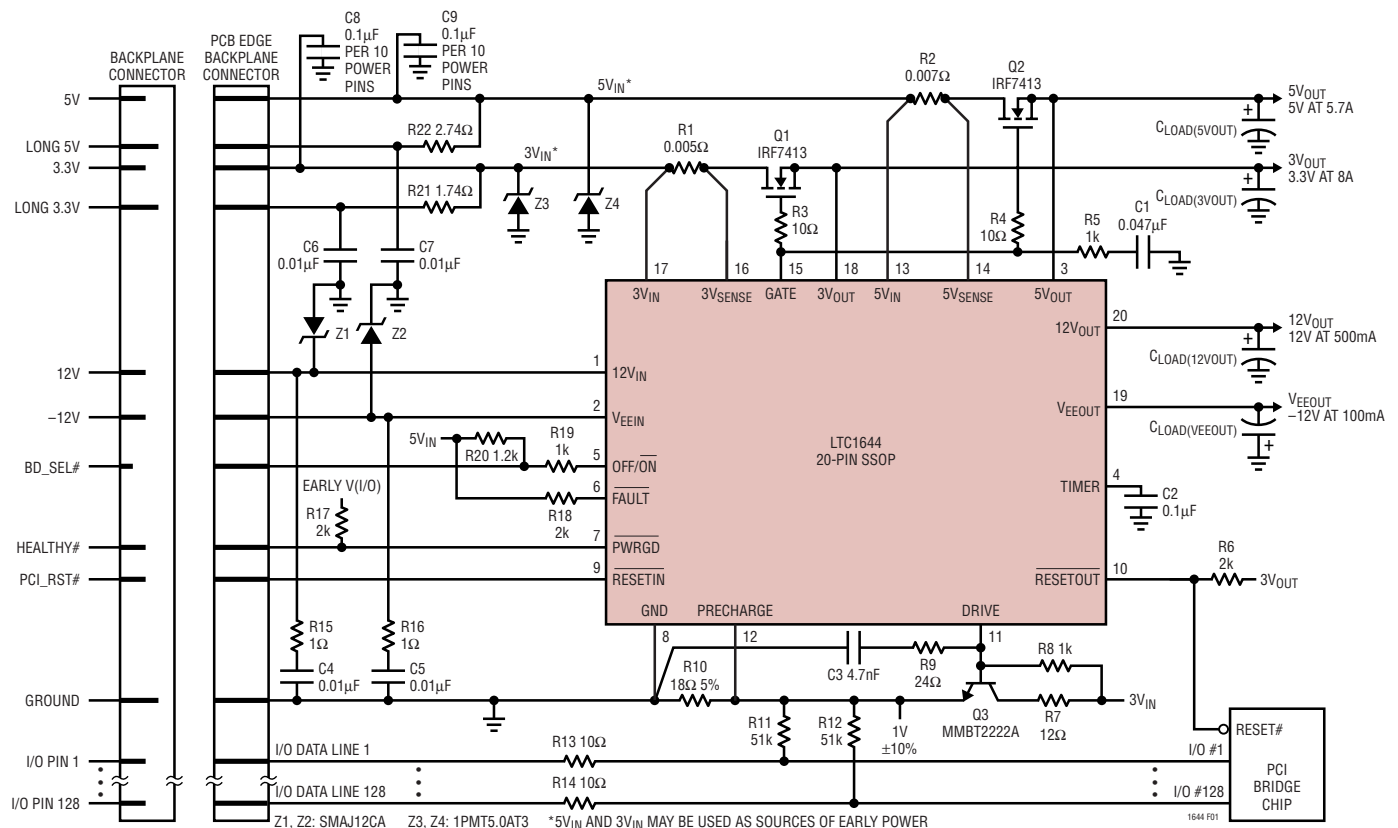 BACKPLANE
CONNECTOR
PCB EDGE
BACKPLANE
CONNECTOR
C8
0.1µF
PER 10
POWER
PINS
C9
0.1µF
PER 10
POWER
PINS
5V
LONG 5V
3.3V
LONG 3.3V
12V
–12V
BD_SEL#
HEALTHY#
PCI_RST#
GROUND
I/O PIN 1
I/O PIN 128
R22 2.74Ω
R21 1.74Ω
5VIN*
3VIN*
Z3
Z4
R1
0.005Ω
Q1
IRF7413
R2
0.007Ω
Q2
IRF7413
R3
10Ω
R4
10Ω
R5
1k
C1
0.047µF
5VOUT
5V AT 5.7A
CLOAD(5VOUT)
+
3VOUT
3.3V AT 8A
CLOAD(3VOUT)
+
C6
0.01µF
C7
0.01µF
Z1
Z2
17
16
15
18
13
14
3
3VIN
3VSENSE
GATE
3VOUT
5VIN
5VSENSE
5VOUT
1
12VIN
2
VEEIN
5
OFF/ON
6
FAULT
7
PWRGD
9
RESETIN
LTC1644
20-PIN SSOP
20
12VOUT
19
VEEOUT
4
TIMER
10
RESETOUT
GND
PRECHARGE
DRIVE
8
12
11
12VOUT
12V AT 500mA
CLOAD(12VOUT)
+
VEEOUT
–12V AT 100mA
CLOAD(VEEOUT)
+
C2
0.1µF
R6
2k
3VOUT
5VIN
R20 1.2k
R19
1k
R18
2k
EARLY V(I/O)
R17
2k
R15
1Ω
C4
0.01µF
R16
1Ω
C5
0.01µF
R10
18Ω 5%
C3 4.7nF
R9
24Ω
R8 1k
R7
12Ω
3VIN
Q3
MMBT2222A
R11
51k
R12
51k
1V
±10%
I/O DATA LINE 1
R13 10Ω
I/O #1
I/O DATA LINE 128
R14 10Ω
I/O #128
RESET#
PCI
BRIDGE
CHIP
1644 F01
Z1, Z2: SMAJ12CA Z3, Z4: 1PMT5.0AT3 *5VIN AND 3VIN MAY BE USED AS SOURCES OF EARLY POWER